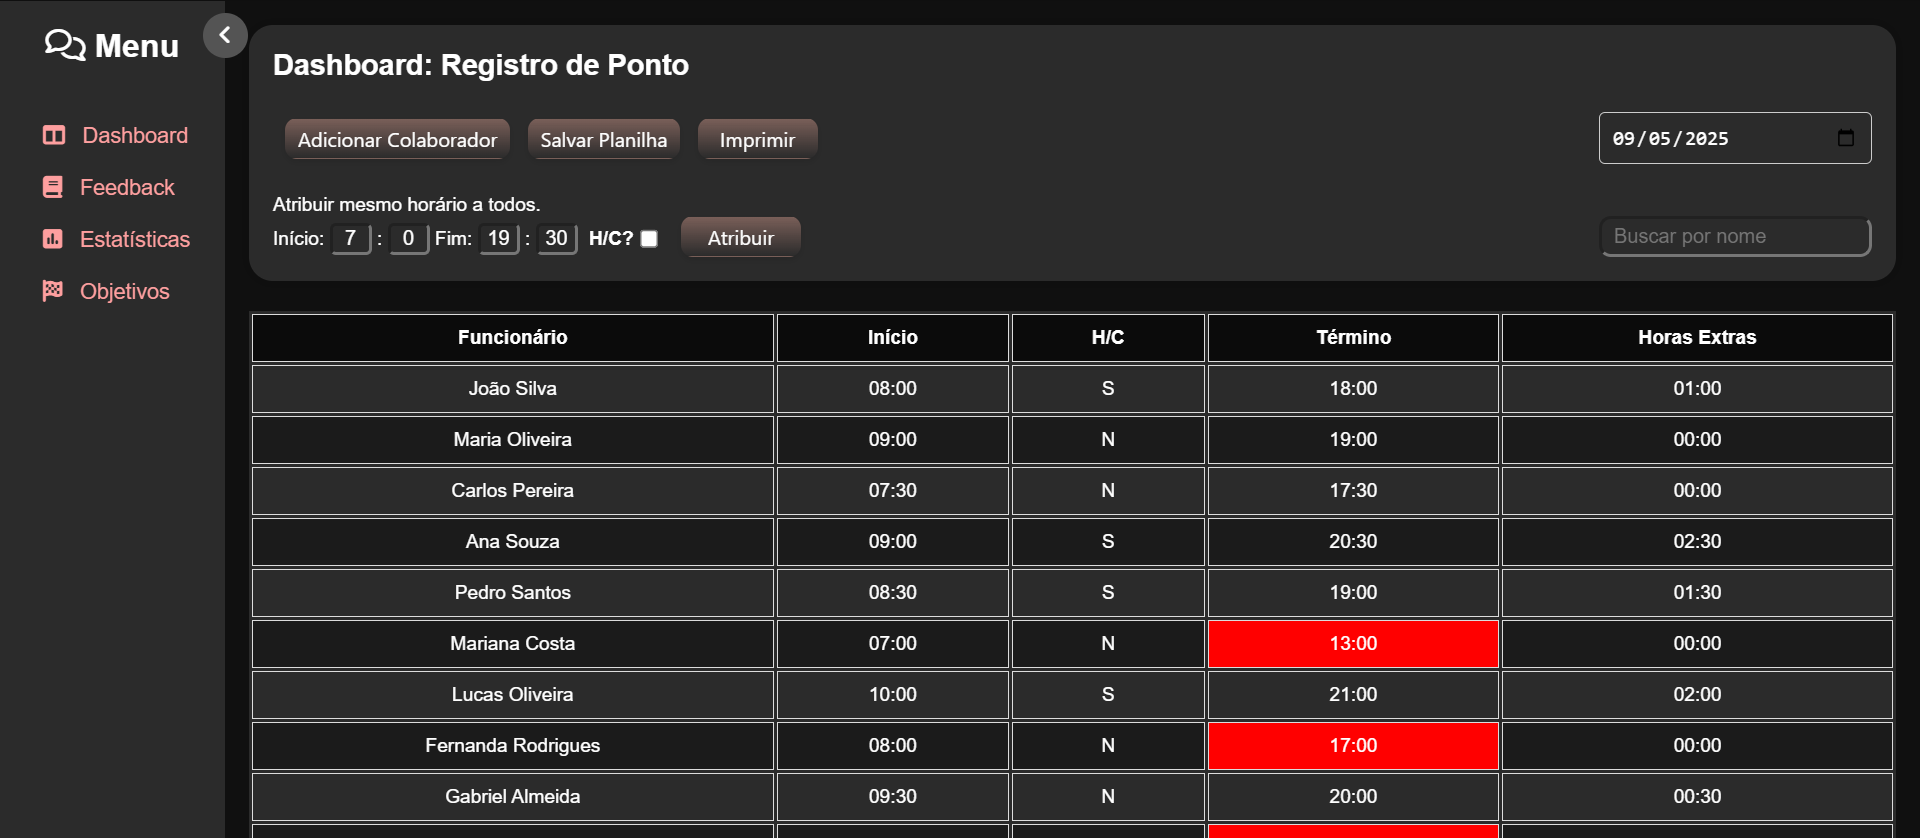 Menu
Dashboard
Feedback
Estatísticas
Objetivos
Dashboard: Registro de Ponto
Adicionar Colaborador Salvar Planilha Imprimir 09/05/2025
Atribuir mesmo horário a todos.
Início: 7 : 0 Fim: 19 : 30 H/C? Atribuir Buscar por nome
Funcionário Início H/C Término Horas Extras
João Silva 08:00 S 18:00 01:00
Maria Oliveira 09:00 N 19:00 00:00
Carlos Pereira 07:30 N 17:30 00:00
Ana Souza 09:00 S 20:30 02:30
Pedro Santos 08:30 S 19:00 01:30
Mariana Costa 07:00 N 13:00 00:00
Lucas Oliveira 10:00 S 21:00 02:00
Fernanda Rodrigues 08:00 N 17:00 00:00
Gabriel Almeida 09:30 N 20:00 00:30